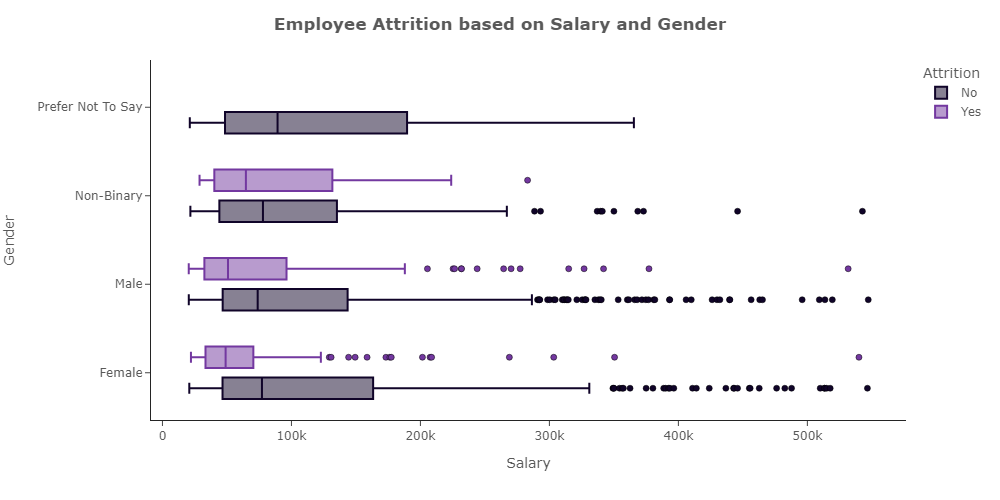 Employee Attrition based on Salary and Gender
Attrition
No
Yes
Gender
Prefer Not To Say
Non-Binary
Male
Female
0
100k
200k
300k
400k
500k
Salary